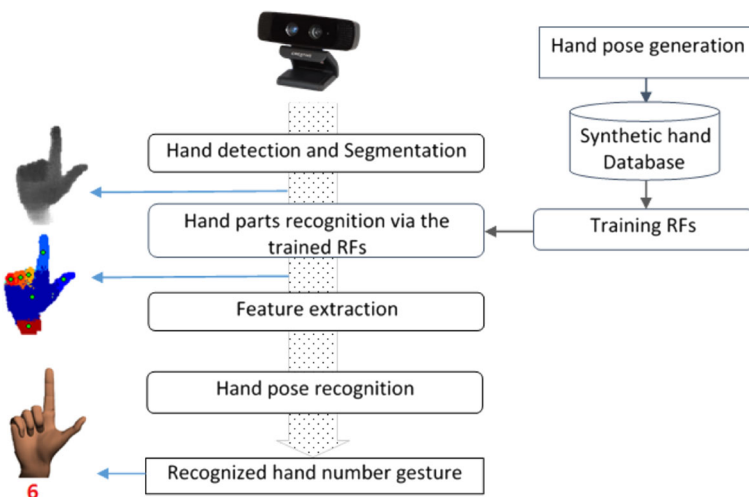 Hand pose generation
Synthetic hand
Database
Training RFs
Hand detection and Segmentation
Hand parts recognition via the
trained RFs
Feature extraction
Hand pose recognition
Recognized hand number gesture
6